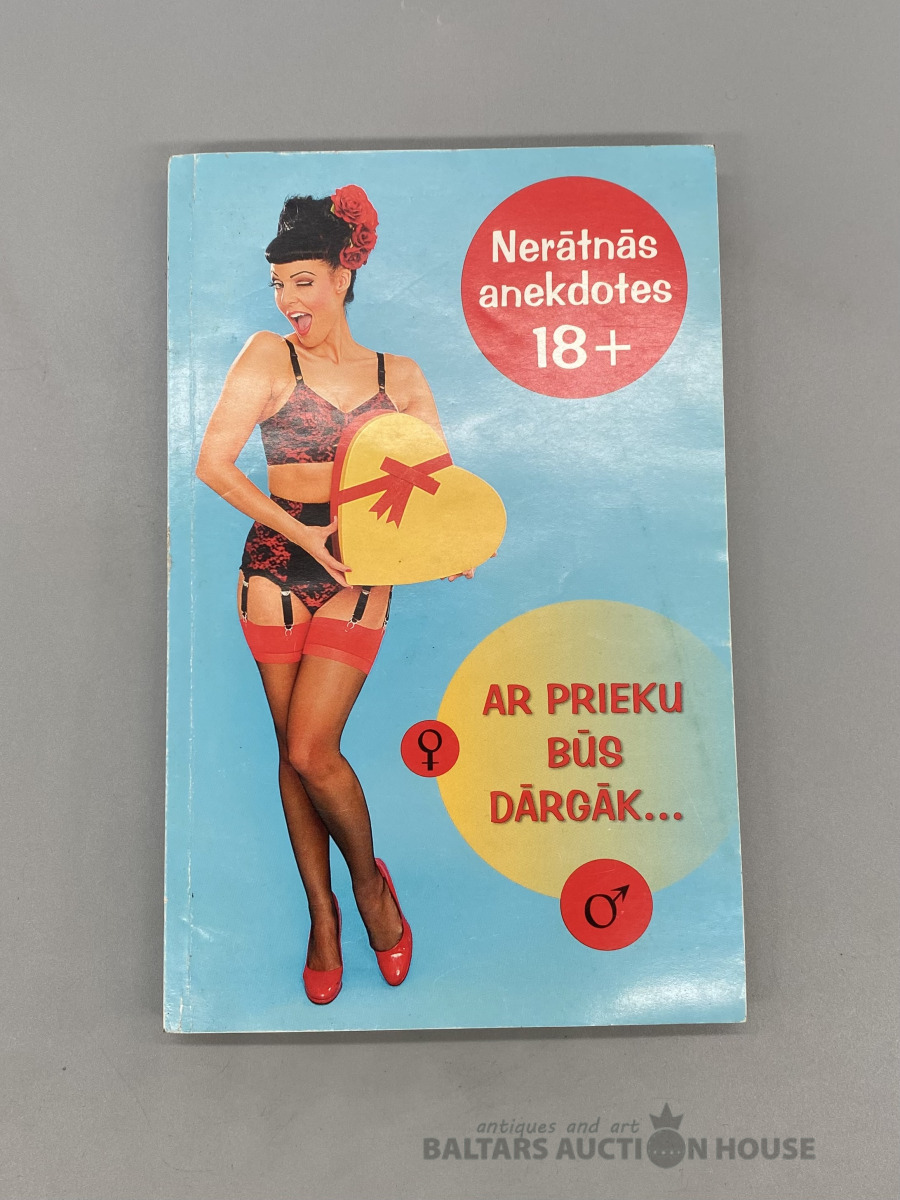 Nerātnās
anekdotes
18+
AR PRIEKU
BŪS
DĀRGĀK...
antiques and art
BALTARS AUCTION HOUSE